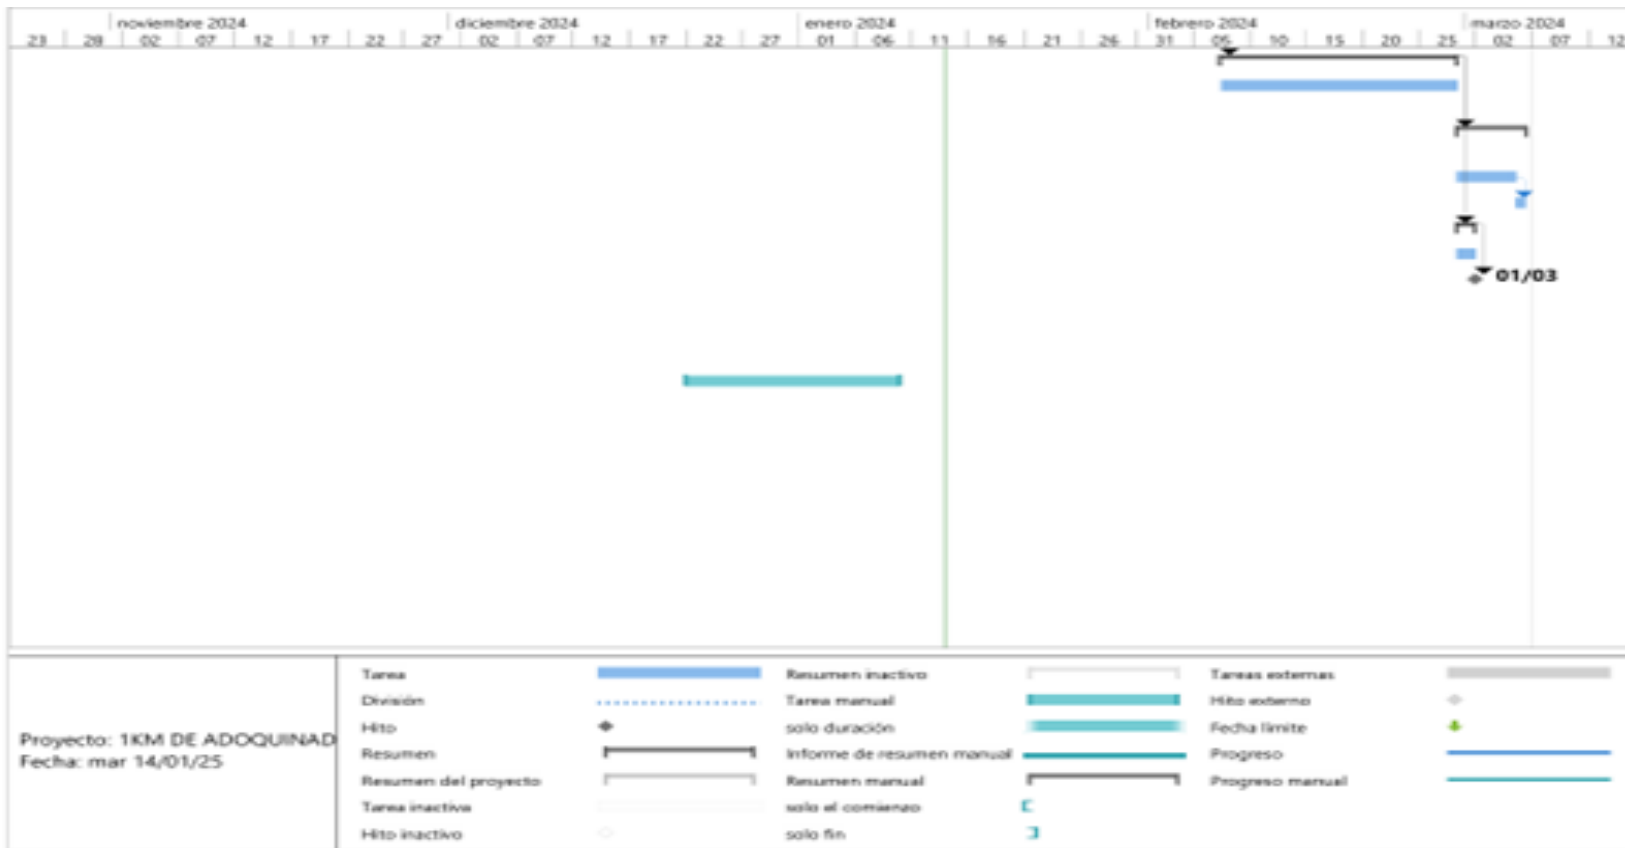 noviembre 2024 diciembre 2024 enero 2024 febrero 2024 marzo 2024
23 28 02 07 12 17 22 27 02 07 12 17 22 27 01 06 11 16 21 26 31 05 10 15 20 25 02 07 12
01/03
Tarea Resumen inactivo Tareas externas
División Tarea manual Hito externo
Hito solo duración Fecha límite
Resumen Informe de resumen manual Progreso
Resumen del proyecto Resumen manual Progreso manual
Tarea inactiva solo el comienzo
Hito inactivo solo fin
Proyecto: 1KM DE ADOQUINAD
Fecha: mar 14/01/25